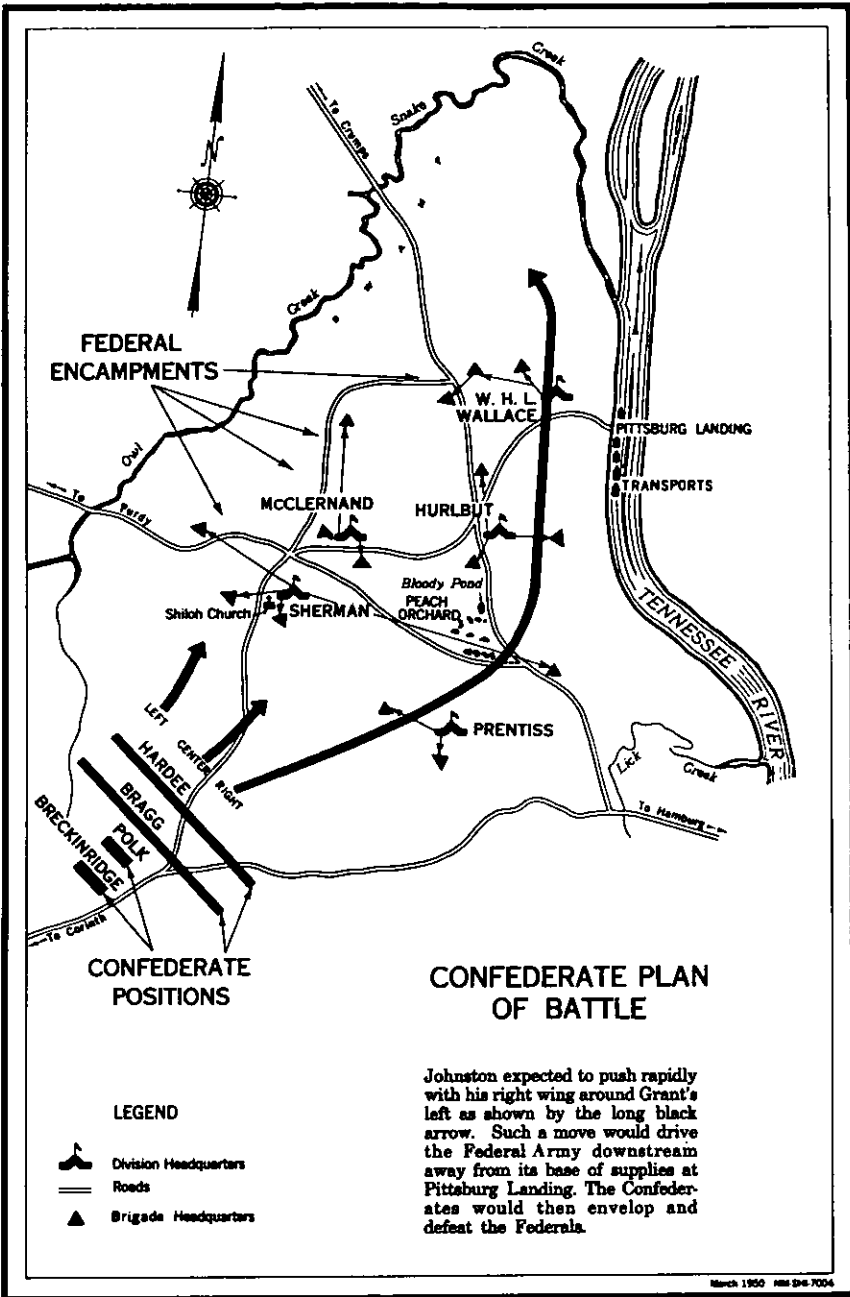 Creek
Snake
To Crumps
N
S W A M P
Creek
FEDERAL
ENCAMPMENTS
W. H. L.
WALLACE
PITTSBURG LANDING
Owl
TRANSPORTS
To
Purdy
McCLERNAND
HURLBUT
Bloody Pond
PEACH
ORCHARD
Shiloh Church
SHERMAN
TENNESSEE
RIVER
LEFT
CENTER
RIGHT
PRENTISS
Lick
Creek
HARDEE
BRAGG
POLK
BRECKINRIDGE
To Hamburg
To Corinth
CONFEDERATE
POSITIONS
CONFEDERATE PLAN
OF BATTLE
Johnston expected to push rapidly
with his right wing around Grant's
left as shown by the long black
arrow. Such a move would drive
the Federal Army downstream
away from its base of supplies at
Pittsburg Landing. The Confeder-
ates would then envelop and
defeat the Federals.
LEGEND
Division Headquarters
Roads
Brigade Headquarters
March 1950 NM-SHI-7004